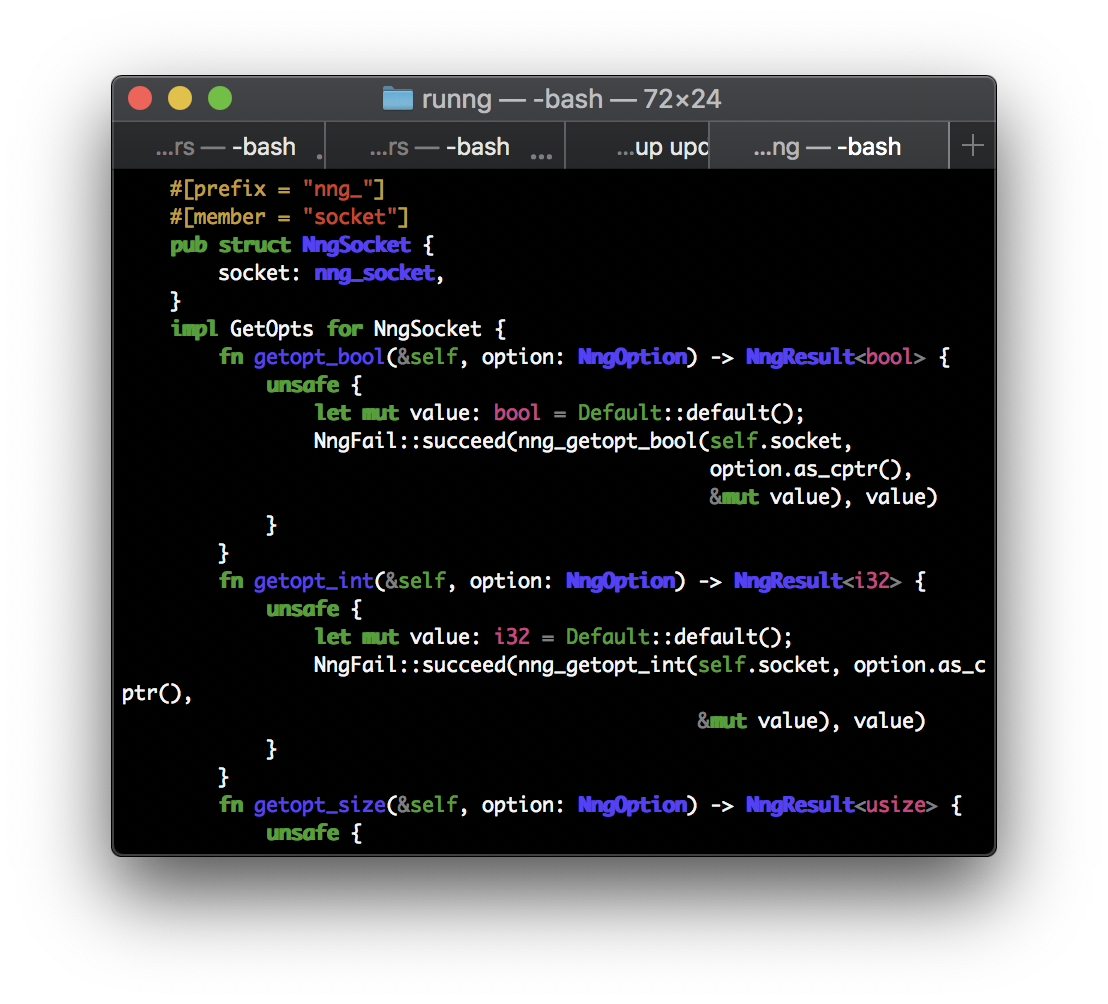 runng — -bash — 72×24
...rs — -bash ... ...rs — -bash ... ...up upd ...ng — -bash +
    #[prefix = "nng_"]
    #[member = "socket"]
    pub struct NngSocket {
        socket: nng_socket,
    }
    impl GetOpts for NngSocket {
        fn getopt_bool(&self, option: NngOption) -> NngResult<bool> {
            unsafe {
                let mut value: bool = Default::default();
                NngFail::succeed(nng_getopt_bool(self.socket,
                                                 option.as_cptr(),
                                                 &mut value), value)
            }
        }
        fn getopt_int(&self, option: NngOption) -> NngResult<i32> {
            unsafe {
                let mut value: i32 = Default::default();
                NngFail::succeed(nng_getopt_int(self.socket, option.as_c
ptr(),
                                                &mut value), value)
            }
        }
        fn getopt_size(&self, option: NngOption) -> NngResult<usize> {
            unsafe {